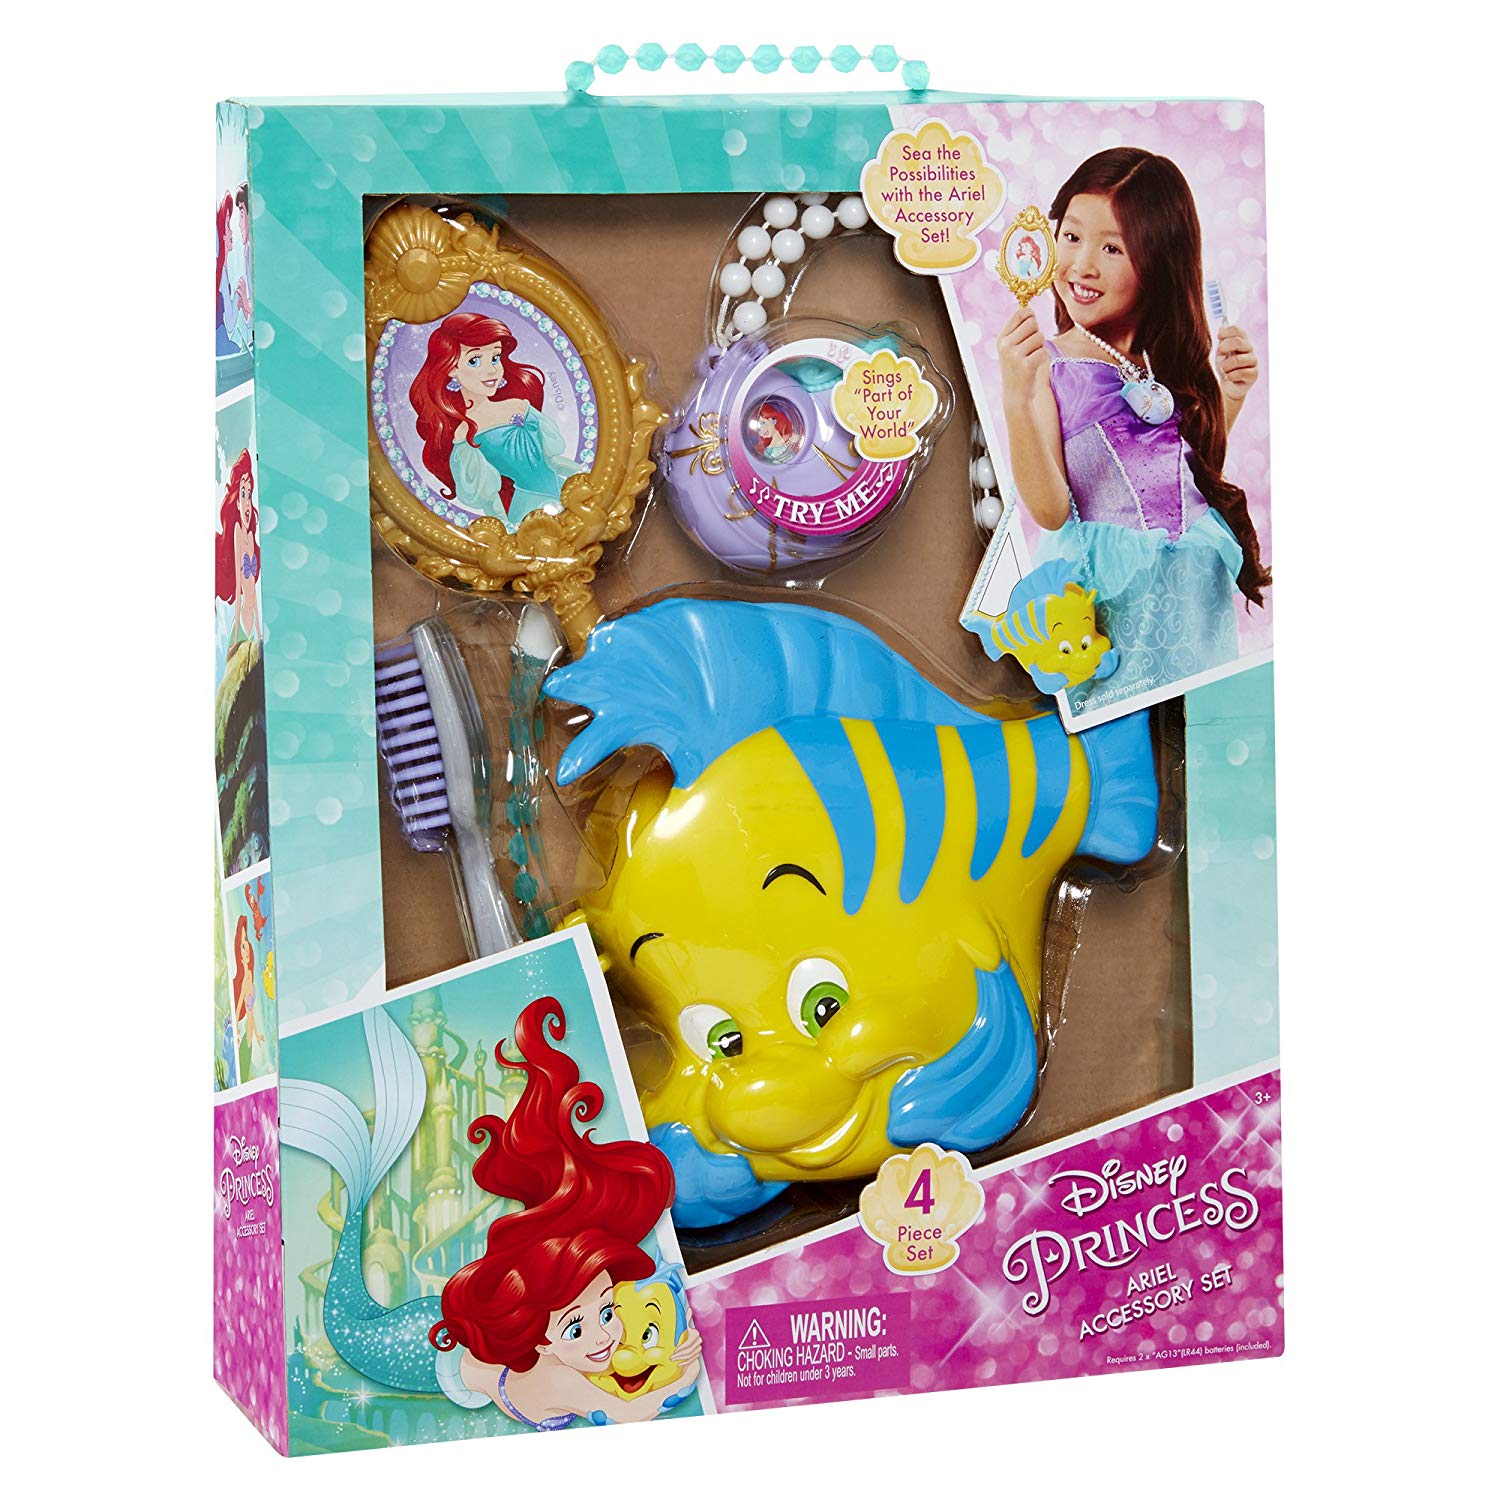 Sea the
Possibilities
with the Ariel
Accessory
Set!
©Disney
Sings
"Part of
Your
World"
TRY ME
Dress sold separately.
3+
4
Piece
Set
Disney
PRINCESS
ARIEL
ACCESSORY SET
Requires 2 x "AG13"(LR44) batteries (included).
WARNING:
CHOKING HAZARD - Small parts.
Not for children under 3 years.
Disney
PRINCESS
ARIEL
ACCESSORY SET